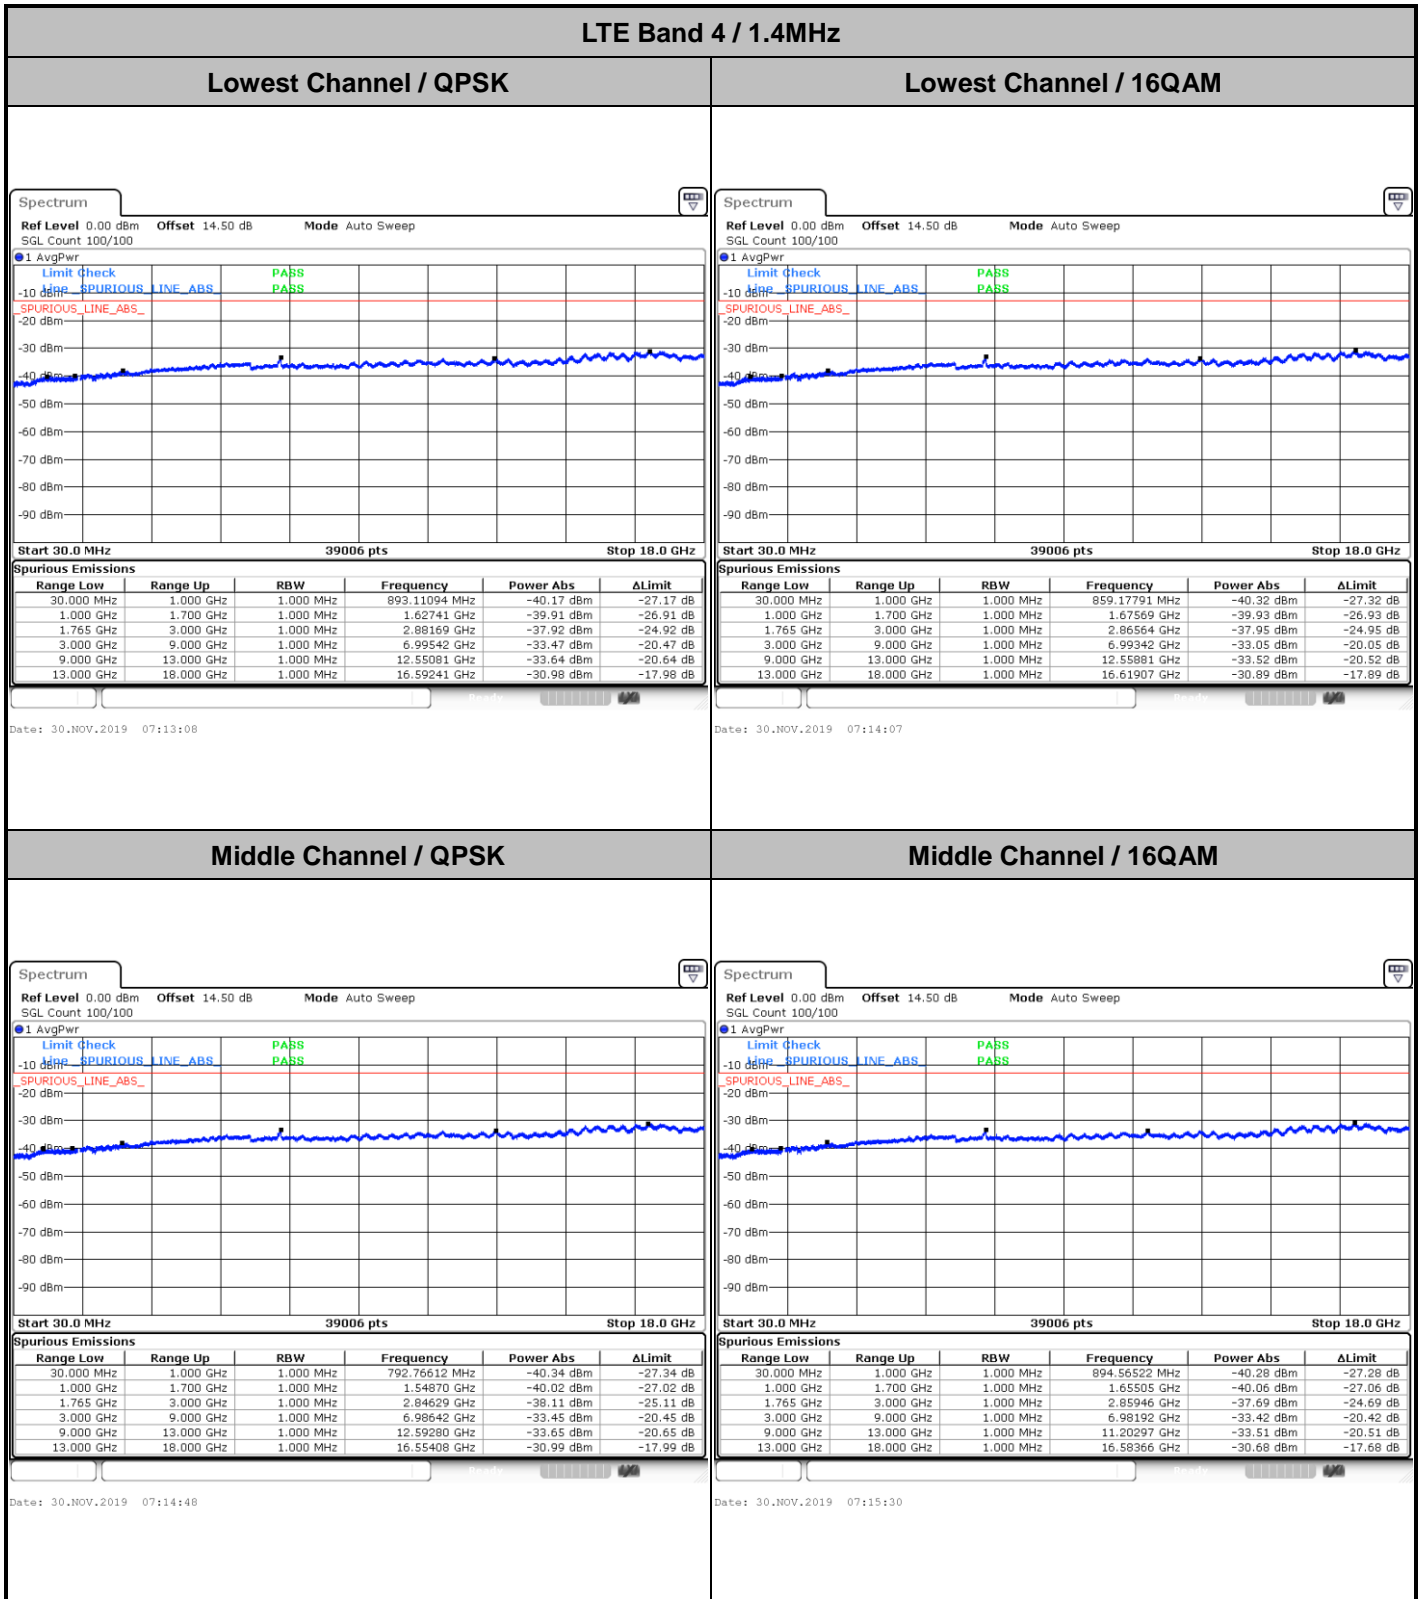 LTE Band 4 / 1.4MHz
Lowest Channel / QPSK
Lowest Channel / 16QAM
Spectrum
Ref Level 0.00 dBm Offset 14.50 dB Mode Auto Sweep
SGL Count 100/100
1 AvgPwr
Limit Check PASS
-10 dBm Line _SPURIOUS_LINE_ABS_ PASS
_SPURIOUS_LINE_ABS_
-20 dBm
-30 dBm
-40 dBm
-50 dBm
-60 dBm
-70 dBm
-80 dBm
-90 dBm
Start 30.0 MHz 39006 pts Stop 18.0 GHz
Spurious Emissions
Range Low Range Up RBW Frequency Power Abs ΔLimit
30.000 MHz 1.000 GHz 1.000 MHz 893.11094 MHz -40.17 dBm -27.17 dB
1.000 GHz 1.700 GHz 1.000 MHz 1.62741 GHz -39.91 dBm -26.91 dB
1.765 GHz 3.000 GHz 1.000 MHz 2.88169 GHz -37.92 dBm -24.92 dB
3.000 GHz 9.000 GHz 1.000 MHz 6.99542 GHz -33.47 dBm -20.47 dB
9.000 GHz 13.000 GHz 1.000 MHz 12.55081 GHz -33.64 dBm -20.64 dB
13.000 GHz 18.000 GHz 1.000 MHz 16.59241 GHz -30.98 dBm -17.98 dB
Ready
Date: 30.NOV.2019 07:13:08
Spectrum
Ref Level 0.00 dBm Offset 14.50 dB Mode Auto Sweep
SGL Count 100/100
1 AvgPwr
Limit Check PASS
-10 dBm Line _SPURIOUS_LINE_ABS_ PASS
_SPURIOUS_LINE_ABS_
-20 dBm
-30 dBm
-40 dBm
-50 dBm
-60 dBm
-70 dBm
-80 dBm
-90 dBm
Start 30.0 MHz 39006 pts Stop 18.0 GHz
Spurious Emissions
Range Low Range Up RBW Frequency Power Abs ΔLimit
30.000 MHz 1.000 GHz 1.000 MHz 859.17791 MHz -40.32 dBm -27.32 dB
1.000 GHz 1.700 GHz 1.000 MHz 1.67569 GHz -39.93 dBm -26.93 dB
1.765 GHz 3.000 GHz 1.000 MHz 2.86564 GHz -37.95 dBm -24.95 dB
3.000 GHz 9.000 GHz 1.000 MHz 6.99342 GHz -33.05 dBm -20.05 dB
9.000 GHz 13.000 GHz 1.000 MHz 12.55881 GHz -33.52 dBm -20.52 dB
13.000 GHz 18.000 GHz 1.000 MHz 16.61907 GHz -30.89 dBm -17.89 dB
Ready
Date: 30.NOV.2019 07:14:07
Middle Channel / QPSK
Middle Channel / 16QAM
Spectrum
Ref Level 0.00 dBm Offset 14.50 dB Mode Auto Sweep
SGL Count 100/100
1 AvgPwr
Limit Check PASS
-10 dBm Line _SPURIOUS_LINE_ABS_ PASS
_SPURIOUS_LINE_ABS_
-20 dBm
-30 dBm
-40 dBm
-50 dBm
-60 dBm
-70 dBm
-80 dBm
-90 dBm
Start 30.0 MHz 39006 pts Stop 18.0 GHz
Spurious Emissions
Range Low Range Up RBW Frequency Power Abs ΔLimit
30.000 MHz 1.000 GHz 1.000 MHz 792.76612 MHz -40.34 dBm -27.34 dB
1.000 GHz 1.700 GHz 1.000 MHz 1.54870 GHz -40.02 dBm -27.02 dB
1.765 GHz 3.000 GHz 1.000 MHz 2.84629 GHz -38.11 dBm -25.11 dB
3.000 GHz 9.000 GHz 1.000 MHz 6.98642 GHz -33.45 dBm -20.45 dB
9.000 GHz 13.000 GHz 1.000 MHz 12.59280 GHz -33.65 dBm -20.65 dB
13.000 GHz 18.000 GHz 1.000 MHz 16.55408 GHz -30.99 dBm -17.99 dB
Ready
Date: 30.NOV.2019 07:14:48
Spectrum
Ref Level 0.00 dBm Offset 14.50 dB Mode Auto Sweep
SGL Count 100/100
1 AvgPwr
Limit Check PASS
-10 dBm Line _SPURIOUS_LINE_ABS_ PASS
_SPURIOUS_LINE_ABS_
-20 dBm
-30 dBm
-40 dBm
-50 dBm
-60 dBm
-70 dBm
-80 dBm
-90 dBm
Start 30.0 MHz 39006 pts Stop 18.0 GHz
Spurious Emissions
Range Low Range Up RBW Frequency Power Abs ΔLimit
30.000 MHz 1.000 GHz 1.000 MHz 894.56522 MHz -40.28 dBm -27.28 dB
1.000 GHz 1.700 GHz 1.000 MHz 1.65505 GHz -40.06 dBm -27.06 dB
1.765 GHz 3.000 GHz 1.000 MHz 2.85946 GHz -37.69 dBm -24.69 dB
3.000 GHz 9.000 GHz 1.000 MHz 6.98192 GHz -33.42 dBm -20.42 dB
9.000 GHz 13.000 GHz 1.000 MHz 11.20297 GHz -33.51 dBm -20.51 dB
13.000 GHz 18.000 GHz 1.000 MHz 16.58366 GHz -30.68 dBm -17.68 dB
Ready
Date: 30.NOV.2019 07:15:30